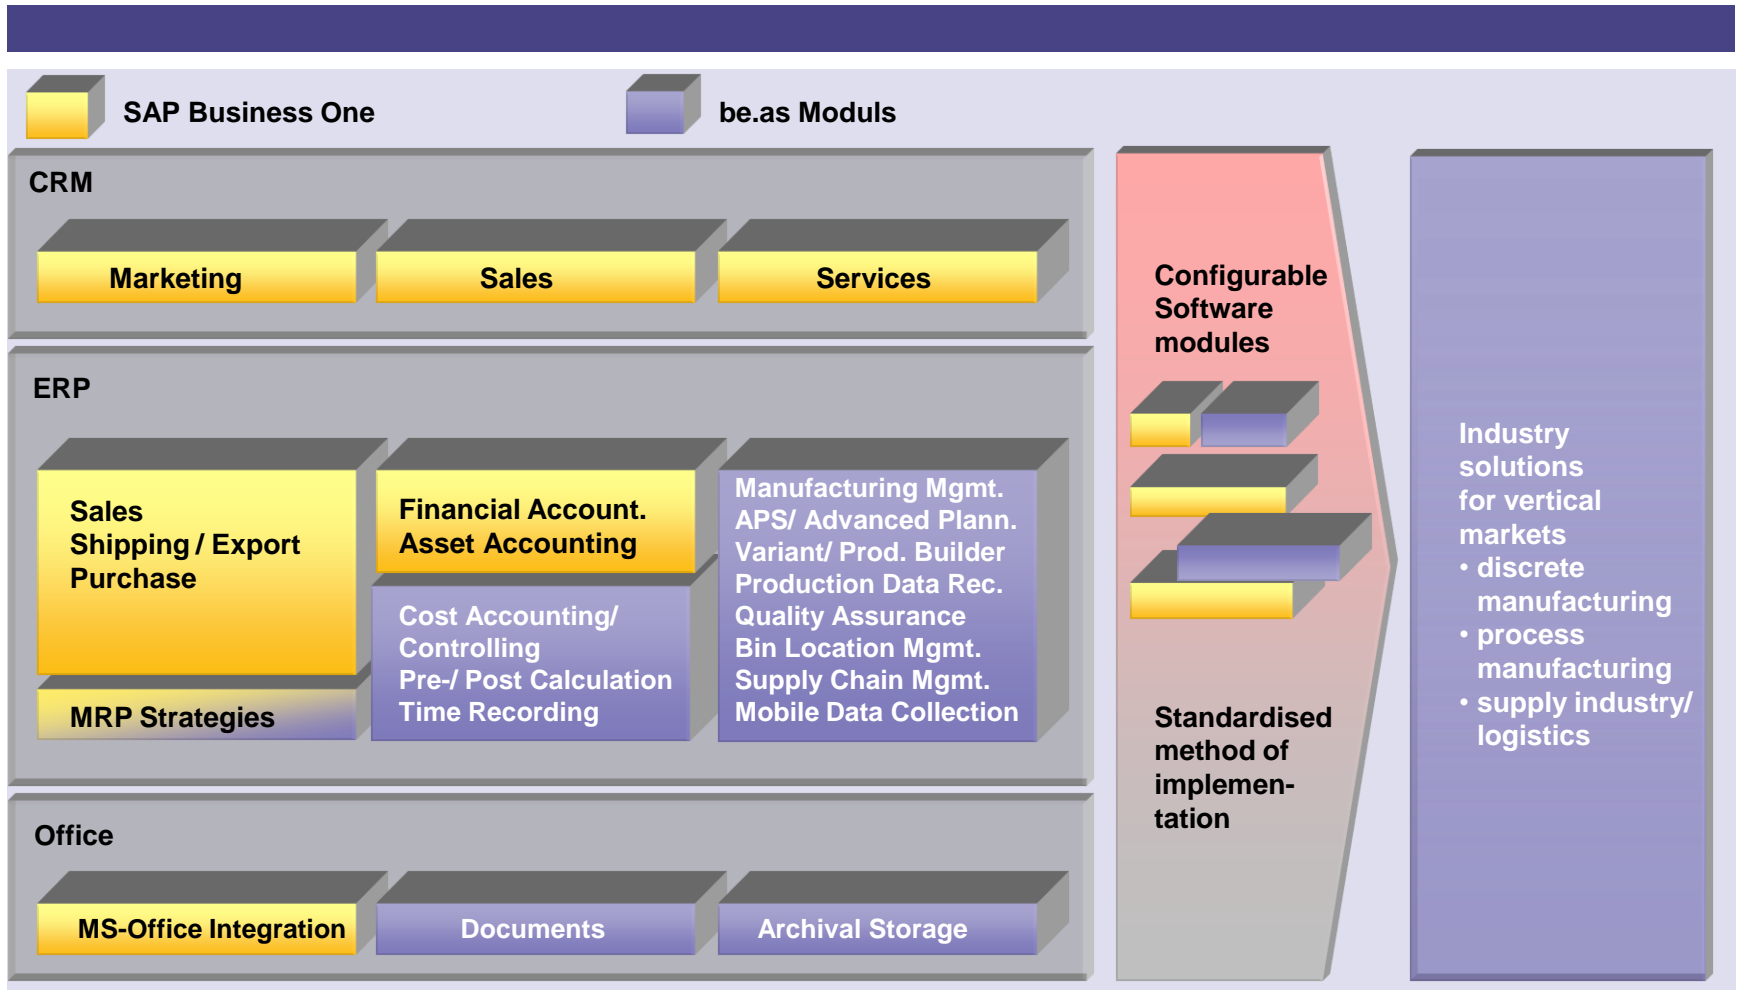 SAP Business One
be.as Moduls
CRM
Marketing
Sales
Services
ERP
Sales
Shipping / Export
Purchase
MRP Strategies
Financial Account.
Asset Accounting
Cost Accounting/
Controlling
Pre-/ Post Calculation
Time Recording
Manufacturing Mgmt.
APS/ Advanced Plann.
Variant/ Prod. Builder
Production Data Rec.
Quality Assurance
Bin Location Mgmt.
Supply Chain Mgmt.
Mobile Data Collection
Office
MS-Office Integration
Documents
Archival Storage
Configurable
Software
modules
Standardised
method of
implemen-
tation
Industry
solutions
for vertical
markets
• discrete
manufacturing
• process
manufacturing
• supply industry/
logistics